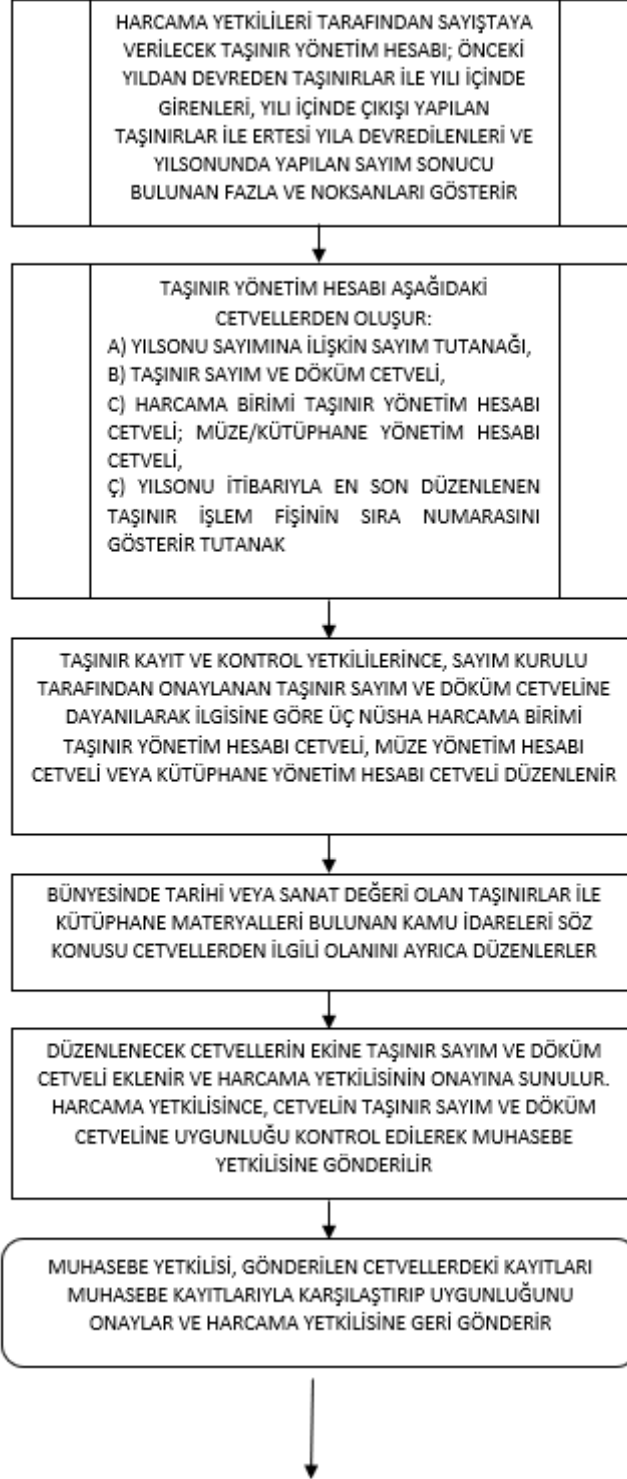 HARCAMA YETKİLİLERİ TARAFINDAN SAYIŞTAYA
VERİLECEK TAŞINIR YÖNETİM HESABI; ÖNCEKİ
YILDAN DEVREDEN TAŞINIRLAR İLE YILI İÇİNDE
GİRENLERİ, YILI İÇİNDE ÇIKIŞI YAPILAN
TAŞINIRLAR İLE ERTESİ YILA DEVREDİLENLERİ VE
YILSONUNDA YAPILAN SAYIM SONUCU
BULUNAN FAZLA VE NOKSANLARI GÖSTERİR
TAŞINIR YÖNETİM HESABI AŞAĞIDAKİ
CETVELLERDEN OLUŞUR:
A) YILSONU SAYIMINA İLİŞKİN SAYIM TUTANAĞI,
B) TAŞINIR SAYIM VE DÖKÜM CETVELİ,
C) HARCAMA BİRİMİ TAŞINIR YÖNETİM HESABI
CETVELİ; MÜZE/KÜTÜPHANE YÖNETİM HESABI
CETVELİ,
Ç) YILSONU İTİBARIYLA EN SON DÜZENLENEN
TAŞINIR İŞLEM FİŞİNİN SIRA NUMARASINI
GÖSTERİR TUTANAK
TAŞINIR KAYIT VE KONTROL YETKİLİLERİNCE, SAYIM KURULU
TARAFINDAN ONAYLANAN TAŞINIR SAYIM VE DÖKÜM CETVELİNE
DAYANILARAK İLGİSİNE GÖRE ÜÇ NÜSHA HARCAMA BİRİMİ
TAŞINIR YÖNETİM HESABI CETVELİ, MÜZE YÖNETİM HESABI
CETVELİ VEYA KÜTÜPHANE YÖNETİM HESABI CETVELİ DÜZENLENİR
BÜNYESİNDE TARİHİ VEYA SANAT DEĞERİ OLAN TAŞINIRLAR İLE
KÜTÜPHANE MATERYALLERİ BULUNAN KAMU İDARELERİ SÖZ
KONUSU CETVELLERDEN İLGİLİ OLANINI AYRICA DÜZENLERLER
DÜZENLENECEK CETVELLERİN EKİNE TAŞINIR SAYIM VE DÖKÜM
CETVELİ EKLENİR VE HARCAMA YETKİLİSİNİN ONAYINA SUNULUR.
HARCAMA YETKİLİSİNCE, CETVELİN TAŞINIR SAYIM VE DÖKÜM
CETVELİNE UYGUNLUĞU KONTROL EDİLEREK MUHASEBE
YETKİLİSİNE GÖNDERİLİR
MUHASEBE YETKİLİSİ, GÖNDERİLEN CETVELLERDEKİ KAYITLARI
MUHASEBE KAYITLARIYLA KARŞILAŞTIRIP UYGUNLUĞUNU
ONAYLAR VE HARCAMA YETKİLİSİNE GERİ GÖNDERİR